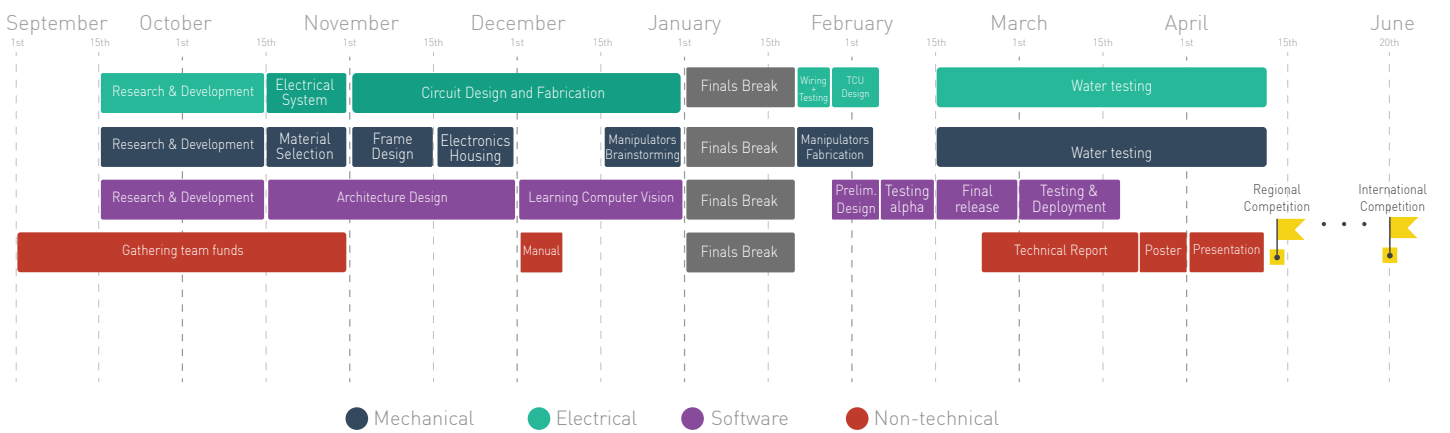 September October November December January February March April June
1st 15th 1st 15th 1st 15th 1st 15th 1st 15th 1st 15th 1st 15th 1st 15th 20th
Research & Development
Electrical
System
Circuit Design and Fabrication
Finals Break
Wiring
+
Testing
TCU
Design
Water testing
Research & Development
Material
Selection
Frame
Design
Electronics
Housing
Manipulators
Brainstorming
Finals Break
Manipulators
Fabrication
Water testing
Research & Development
Architecture Design
Learning Computer Vision
Finals Break
Prelim.
Design
Testing
alpha
Final
release
Testing &
Deployment
Regional
Competition
International
Competition
Gathering team funds
Manual
Finals Break
Technical Report
Poster
Presentation
Mechanical
Electrical
Software
Non-technical